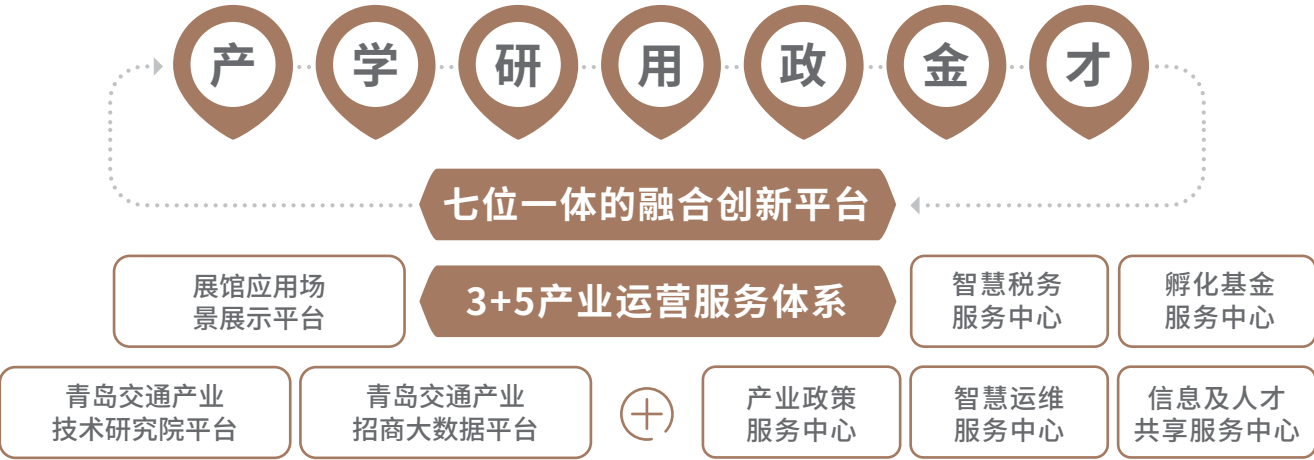 产 学 研 用 政 金 才
七位一体的融合创新平台
展馆应用场
景展示平台
3+5产业运营服务体系
智慧税务
服务中心
孵化基金
服务中心
青岛交通产业
技术研究院平台
青岛交通产业
招商大数据平台
产业政策
服务中心
智慧运维
服务中心
信息及人才
共享服务中心